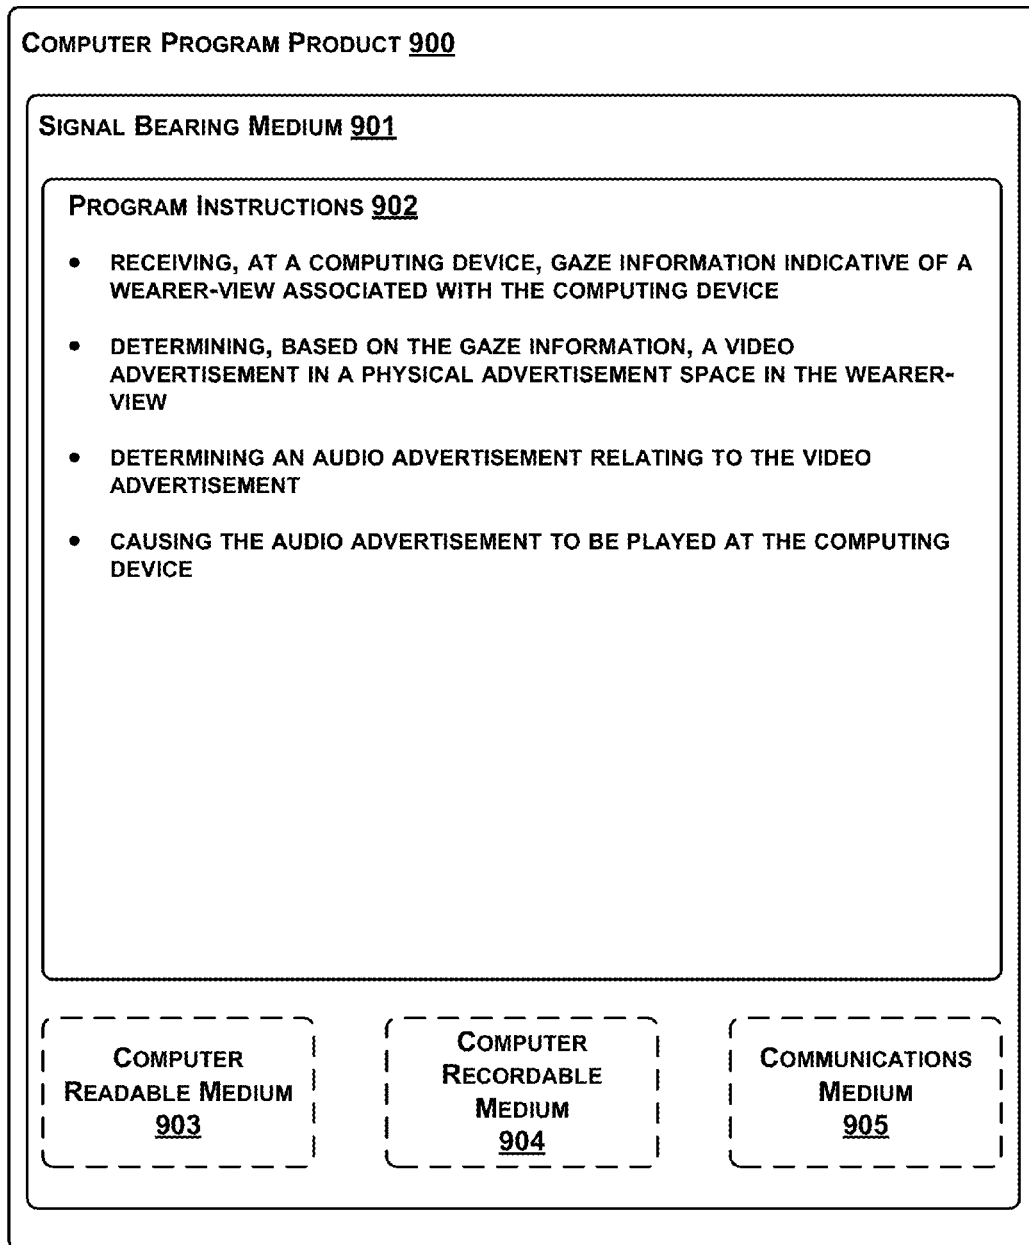 COMPUTER PROGRAM PRODUCT 900
SIGNAL BEARING MEDIUM 901
PROGRAM INSTRUCTIONS 902
• RECEIVING, AT A COMPUTING DEVICE, GAZE INFORMATION INDICATIVE OF A
WEARER-VIEW ASSOCIATED WITH THE COMPUTING DEVICE
• DETERMINING, BASED ON THE GAZE INFORMATION, A VIDEO
ADVERTISEMENT IN A PHYSICAL ADVERTISEMENT SPACE IN THE WEARER-
VIEW
• DETERMINING AN AUDIO ADVERTISEMENT RELATING TO THE VIDEO
ADVERTISEMENT
• CAUSING THE AUDIO ADVERTISEMENT TO BE PLAYED AT THE COMPUTING
DEVICE
COMPUTER
READABLE MEDIUM
903
COMPUTER
RECORDABLE
MEDIUM
904
COMMUNICATIONS
MEDIUM
905